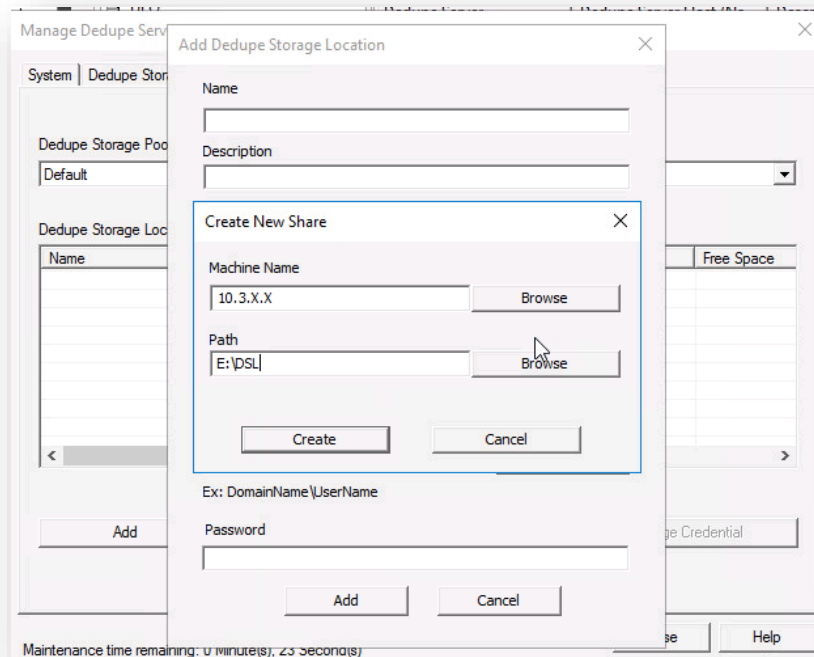 Manage Dedupe Serv
Add Dedupe Storage Location
System
Dedupe Stora
Name
Description
Dedupe Storage Poo
Default
Dedupe Storage Loc
Name
Free Space
Create New Share
Machine Name
10.3.X.X
Browse
Path
E:\DSL
Browse
Create
Cancel
Ex: DomainName\UserName
Password
Add
ge Credential
Add
Cancel
se
Help
Maintenance time remaining: 0 Minute(s), 23 Second(s)